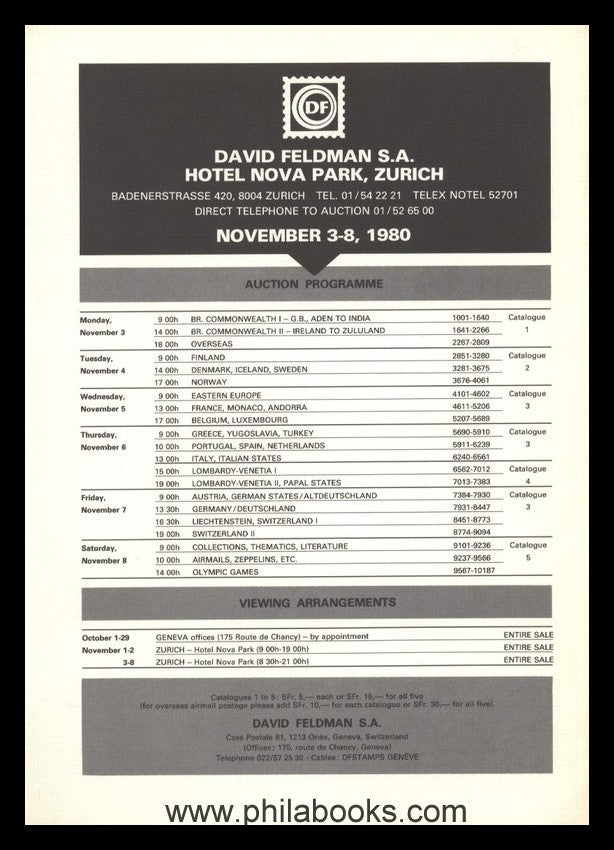 DF
DAVID FELDMAN S.A.
HOTEL NOVA PARK, ZURICH
BADENERSTRASSE 420, 8004 ZURICH TEL. 01/54 22 21 TELEX NOTEL 52701
DIRECT TELEPHONE TO AUCTION 01/52 65 00
NOVEMBER 3-8, 1980
AUCTION PROGRAMME
Monday, 9 00h BR. COMMONWEALTH I – G.B., ADEN TO INDIA 1001-1640 Catalogue
November 3 14 00h BR. COMMONWEALTH II – IRELAND TO ZULULAND 1641-2266 1
18 00h OVERSEAS 2267-2809
Tuesday, 9 00h FINLAND 2851-3280 Catalogue
November 4 14 00h DENMARK, ICELAND, SWEDEN 3281-3675 2
17 00h NORWAY 3676-4061
Wednesday, 9 00h EASTERN EUROPE 4101-4602 Catalogue
November 5 13 00h FRANCE, MONACO, ANDORRA 4611-5206 3
17 00h BELGIUM, LUXEMBOURG 5207-5689
Thursday, 9 00h GREECE, YUGOSLAVIA, TURKEY 5690-5910 Catalogue
November 6 10 00h PORTUGAL, SPAIN, NETHERLANDS 5911-6239 3
13 00h ITALY, ITALIAN STATES 6240-6561
15 00h LOMBARDY-VENETIA I 6562-7012 Catalogue
19 00h LOMBARDY-VENETIA II, PAPAL STATES 7013-7383 4
Friday, 9 00h AUSTRIA, GERMAN STATES/ALTDEUTSCHLAND 7384-7930 Catalogue
November 7 13 30h GERMANY/DEUTSCHLAND 7931-8447 3
16 30h LIECHTENSTEIN, SWITZERLAND I 8451-8773
19 00h SWITZERLAND II 8774-9094
Saturday, 9 00h COLLECTIONS, THEMATICS, LITERATURE 9101-9236 Catalogue
November 8 10 00h AIRMAILS, ZEPPELINS, ETC. 9237-9566 5
14 00h OLYMPIC GAMES 9567-10187
VIEWING ARRANGEMENTS
October 1-29 GENEVA offices (175 Route de Chancy) – by appointment ENTIRE SALE
November 1-2 ZURICH – Hotel Nova Park (9 00h-19 00h) ENTIRE SALE
3-8 ZURICH – Hotel Nova Park (8 30h-21 00h) ENTIRE SALE
Catalogues 1 to 5: SFr. 5,— each or SFr. 15,— for all five
(for overseas airmail postage please add SFr. 10,— for each catalogue or SFr. 30,— for all five)
DAVID FELDMAN S.A.
Case Postale 81, 1213 Onex, Geneva, Switzerland
(Offices: 175, route de Chancy, Geneva)
Telephone 022/57 25 30 - Cables: DFSTAMPS GENÈVE
www.philabooks.com